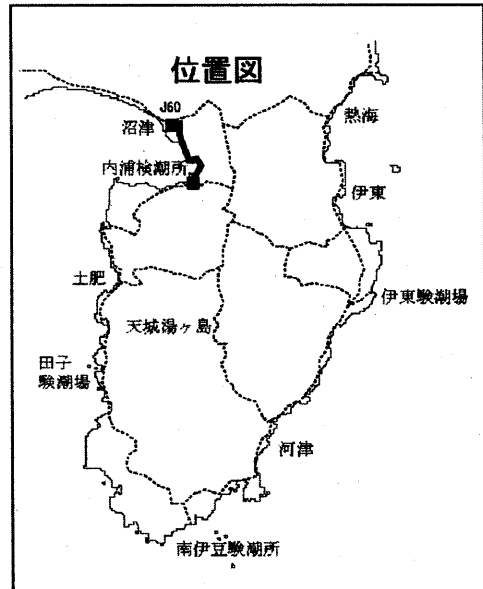 位置図
J60
沼津
熱海
内浦検潮所
伊東
土肥
伊東験潮場
天城湯ヶ島
田子
験潮場
河津
南伊豆験潮所